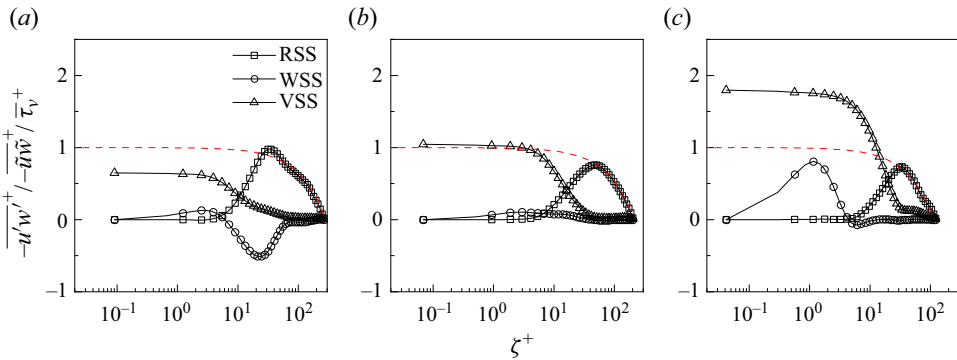 (a) (b) (c)
RSS
WSS
VSS
2 2 2
1 1 1
0 0 0
−1 −1 −1
10⁻¹ 10⁰ 10¹ 10² 10⁻¹ 10⁰ 10¹ 10² 10⁻¹ 10⁰ 10¹ 10²
ζ⁺
−u′w′⁺/−ũw̃⁺/τ̅ᵥ⁺